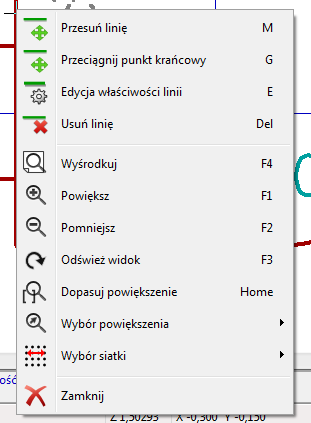 Przesuń linię M
Przeciągnij punkt krańcowy G
Edycja właściwości linii E
Usuń linię Del
Wyśrodkuj F4
Powiększ F1
Pomniejsz F2
Odśwież widok F3
Dopasuj powiększenie Home
Wybór powiększenia
Wybór siatki
Zamknij
Z 1,50293 X -0,300 Y -0,150